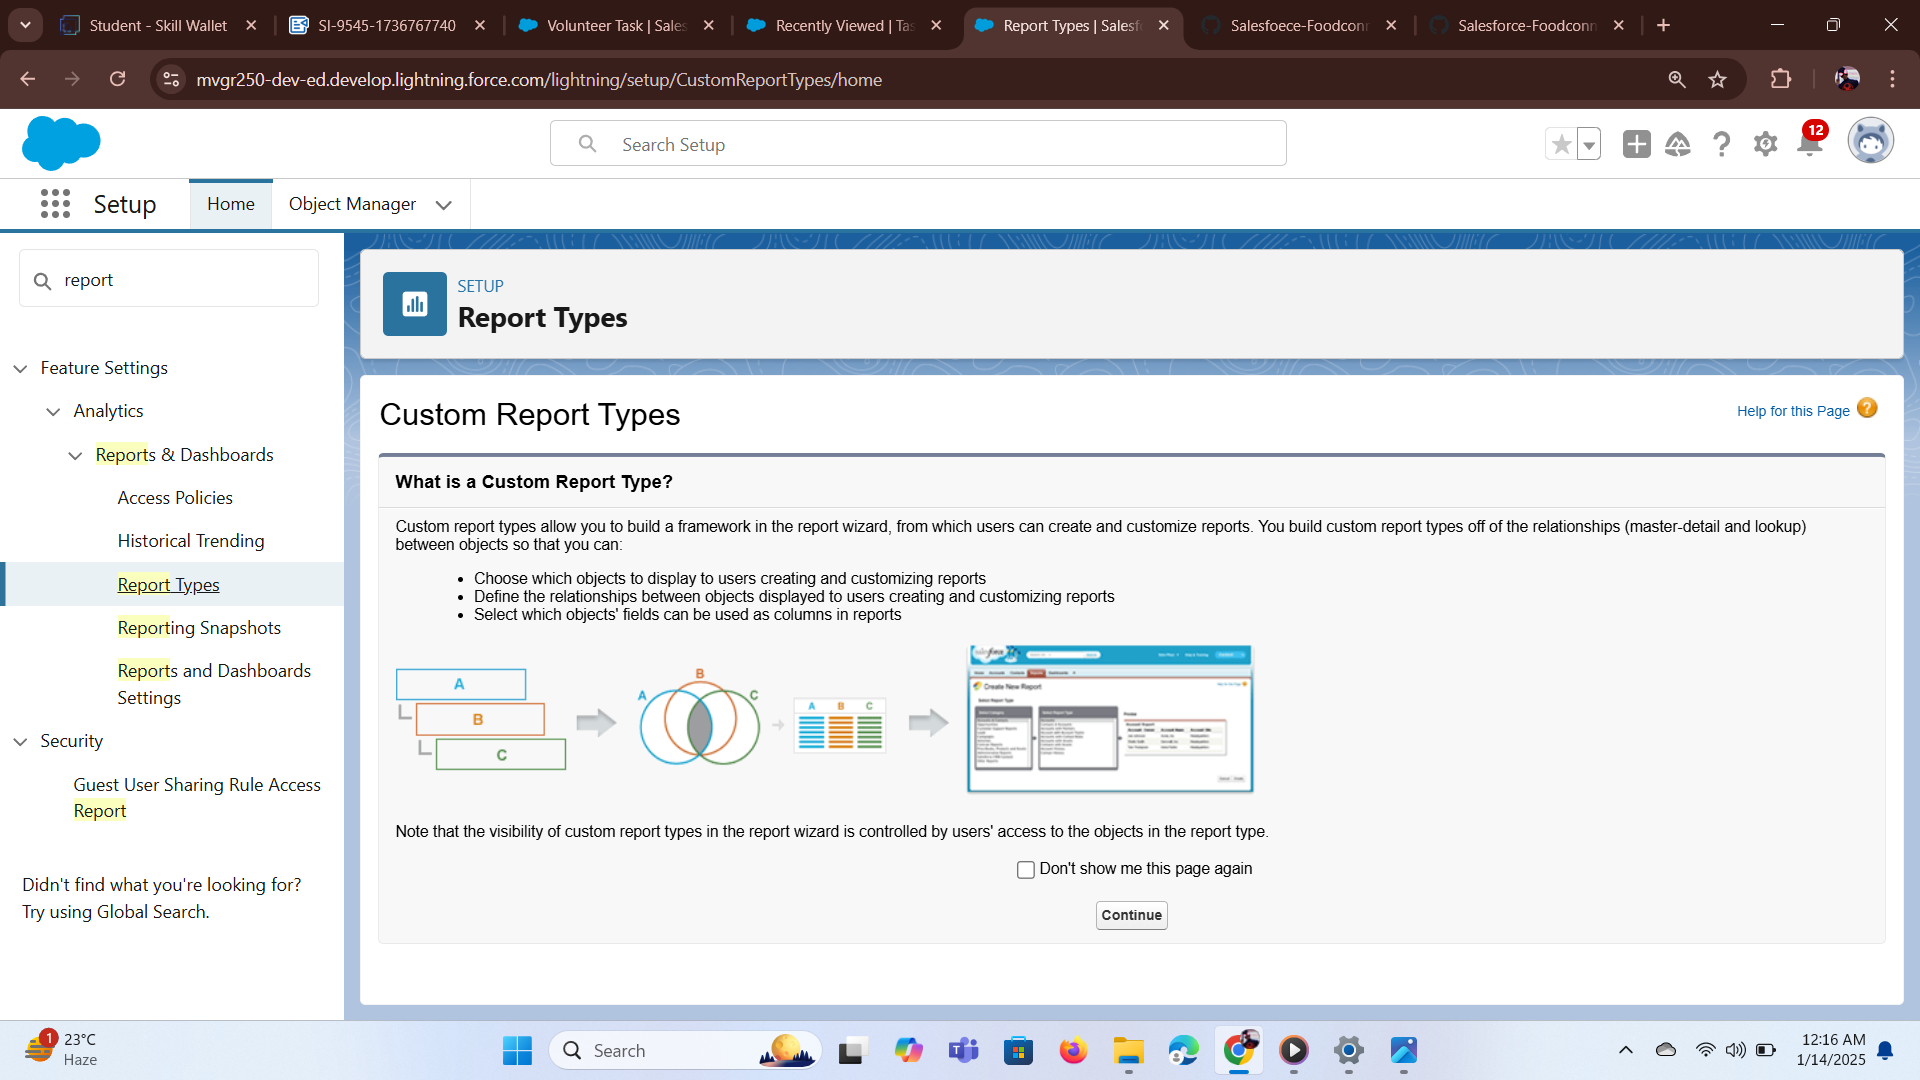 Student - Skill Wallet
SI-9545-1736767740
Volunteer Task | Sales
Recently Viewed | Tas
Report Types | Salesf
Salesfoece-Foodconn
Salesforce-Foodconn
mvgr250-dev-ed.develop.lightning.force.com/lightning/setup/CustomReportTypes/home
Search Setup
12
Setup
Home
Object Manager
report
Feature Settings
Analytics
Reports & Dashboards
Access Policies
Historical Trending
Report Types
Reporting Snapshots
Reports and Dashboards
Settings
Security
Guest User Sharing Rule Access
Report
Didn't find what you're looking for?
Try using Global Search.
SETUP
Report Types
Custom Report Types
Help for this Page
What is a Custom Report Type?
Custom report types allow you to build a framework in the report wizard, from which users can create and customize reports. You build custom report types off of the relationships (master-detail and lookup)
between objects so that you can:
• Choose which objects to display to users creating and customizing reports
• Define the relationships between objects displayed to users creating and customizing reports
• Select which objects' fields can be used as columns in reports
A
B
C
A
B
C
A B C
Create New Report
Note that the visibility of custom report types in the report wizard is controlled by users' access to the objects in the report type.
Don't show me this page again
Continue
1
23°C
Haze
Search
12:16 AM
1/14/2025